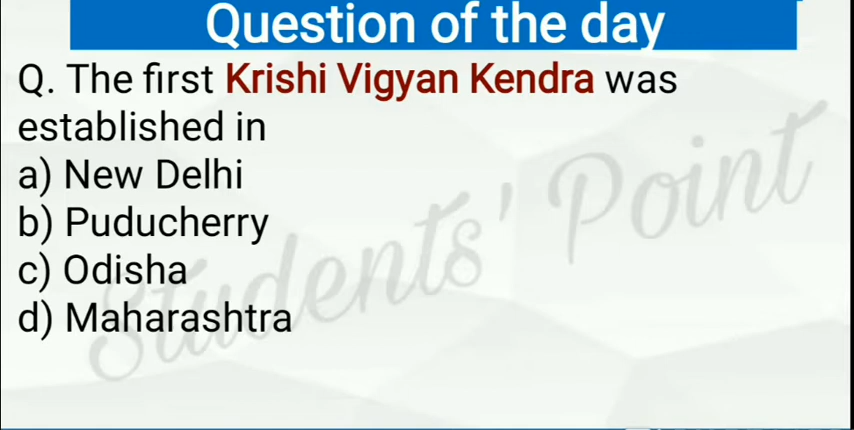 Question of the day
Q. The first Krishi Vigyan Kendra was
established in
a) New Delhi
b) Puducherry
c) Odisha
d) Maharashtra
Students' Point